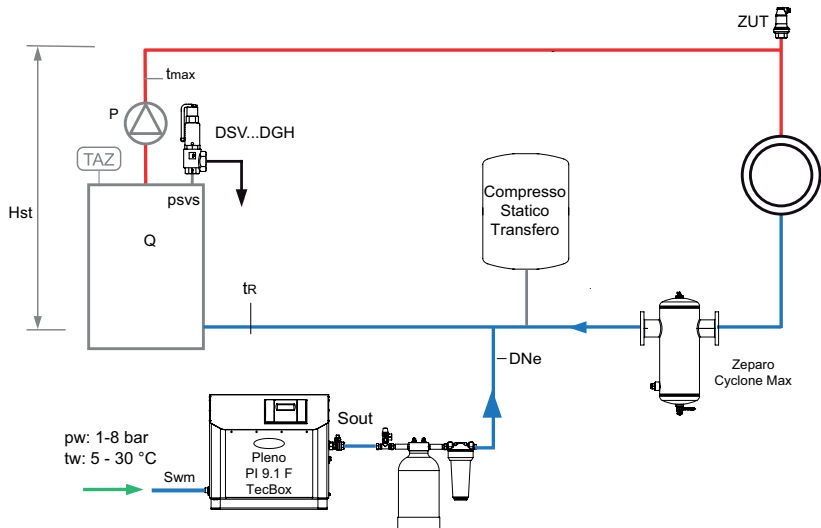 ZUT
tmax
P
DSV...DGH
TAZ
psvs
Hst
Q
Compresso
Statico
Transfero
tR
DNe
Zeparo
Cyclone Max
Sout
pw: 1-8 bar
tw: 5 - 30 °C
Swm
Pleno
PI 9.1 F
TecBox